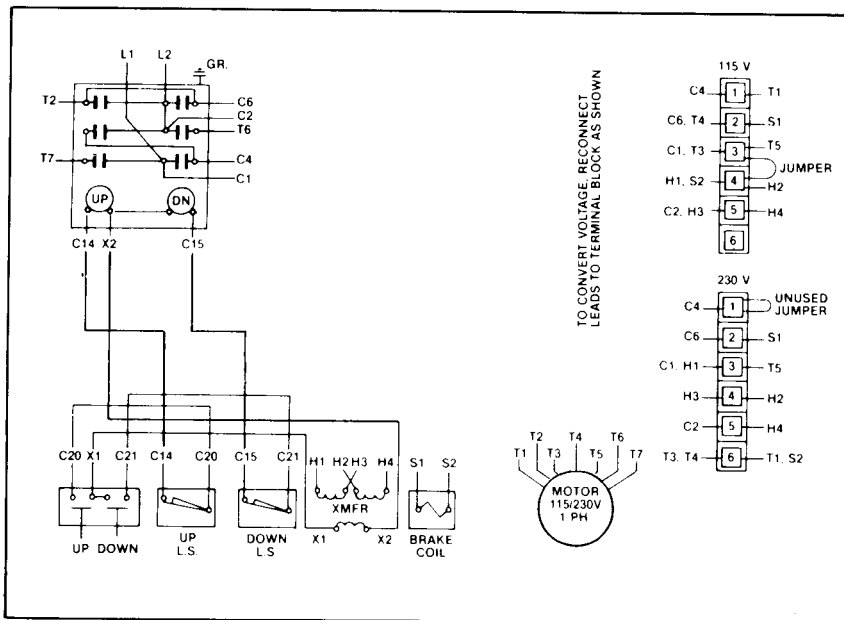 L1 L2 GR.
T2 C6
C2
T6
T7 C4
C1
UP DN
C14 X2 C15
C20 X1 C21 C14 C20 C15 C21 H1 H2 H3 H4 S1 S2
XMFR
X1 X2
UP DOWN
UP
L.S.
DOWN
L.S
BRAKE
COIL
TO CONVERT VOLTAGE, RECONNECT
LEADS TO TERMINAL BLOCK AS SHOWN
T1 T2 T3 T4 T5 T6 T7
MOTOR
115/230V
1 PH
115 V
C4 1 T1
C6, T4 2 S1
C1, T3 3 T5
JUMPER
H1, S2 4 H2
C2, H3 5 H4
6
230 V
UNUSED
JUMPER
C4 1
C6 2 S1
C1, H1 3 T5
H3 4 H2
C2 5 H4
T3, T4 6 T1, S2